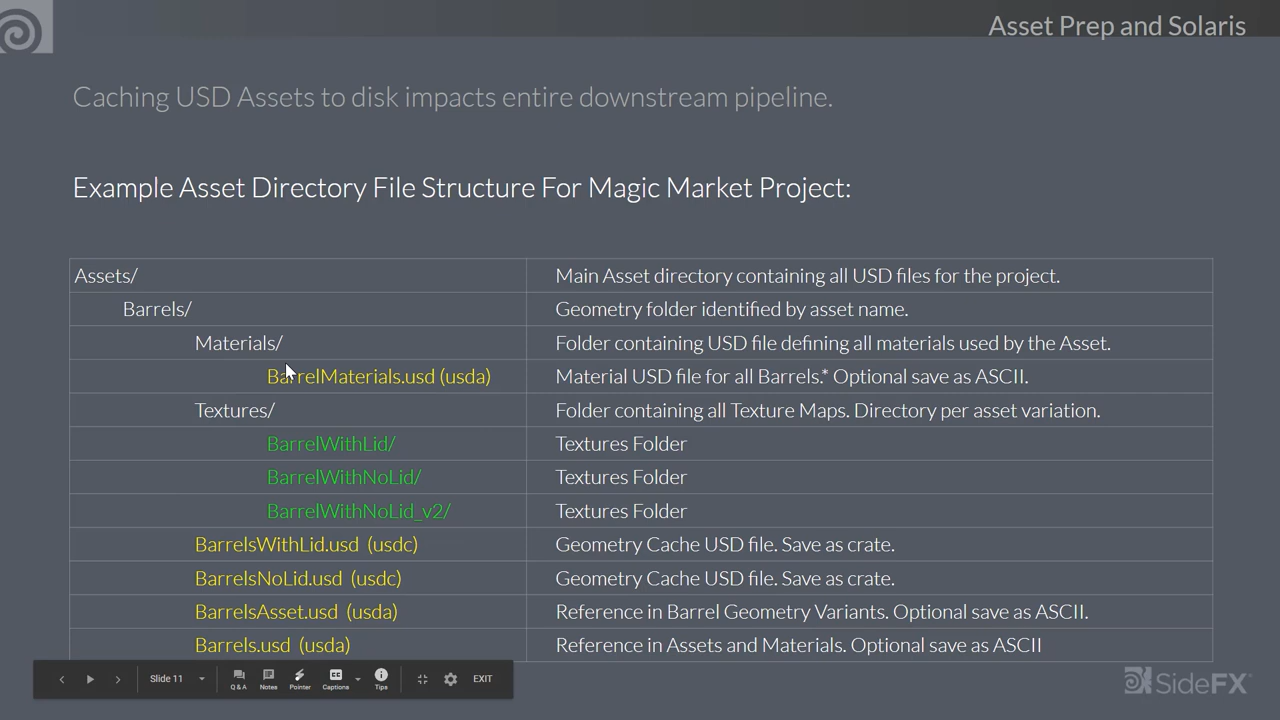 Asset Prep and Solaris
Caching USD Assets to disk impacts entire downstream pipeline.
Example Asset Directory File Structure For Magic Market Project:
Assets/ Main Asset directory containing all USD files for the project.
Barrels/ Geometry folder identified by asset name.
Materials/ Folder containing USD file defining all materials used by the Asset.
BarrelMaterials.usd (usda) Material USD file for all Barrels.* Optional save as ASCII.
Textures/ Folder containing all Texture Maps. Directory per asset variation.
BarrelWithLid/ Textures Folder
BarrelWithNoLid/ Textures Folder
BarrelWithNoLid_v2/ Textures Folder
BarrelsWithLid.usd (usdc) Geometry Cache USD file. Save as crate.
BarrelsNoLid.usd (usdc) Geometry Cache USD file. Save as crate.
BarrelsAsset.usd (usda) Reference in Barrel Geometry Variants. Optional save as ASCII.
Barrels.usd (usda) Reference in Assets and Materials. Optional save as ASCII
Slide 11 Q & A Notes Pointer Captions Tips EXIT
SideFX